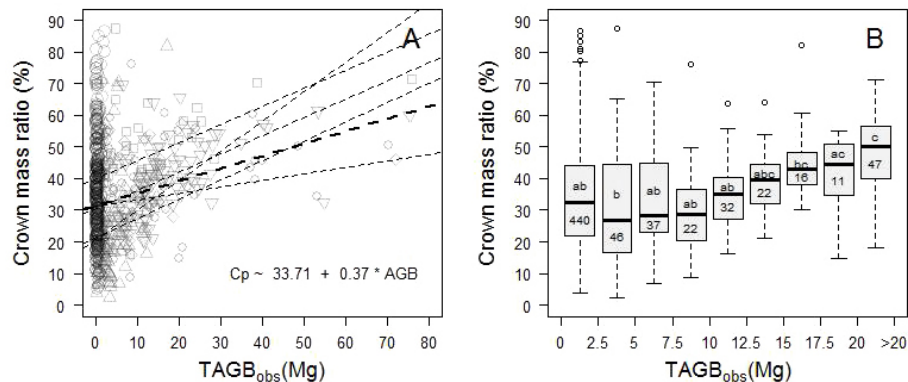 A
Crown mass ratio (%)
90
80
70
60
50
40
30
20
10
0
Cp ~ 33.71 + 0.37 * AGB
0 10 20 30 40 50 60 70 80
TAGBobs(Mg)
B
Crown mass ratio (%)
90
80
70
60
50
40
30
20
10
0
ab b ab ab ab abc bc ac c
440 46 37 22 32 22 16 11 47
0 2.5 5 7.5 10 12.5 15 17.5 20 >20
TAGBobs(Mg)